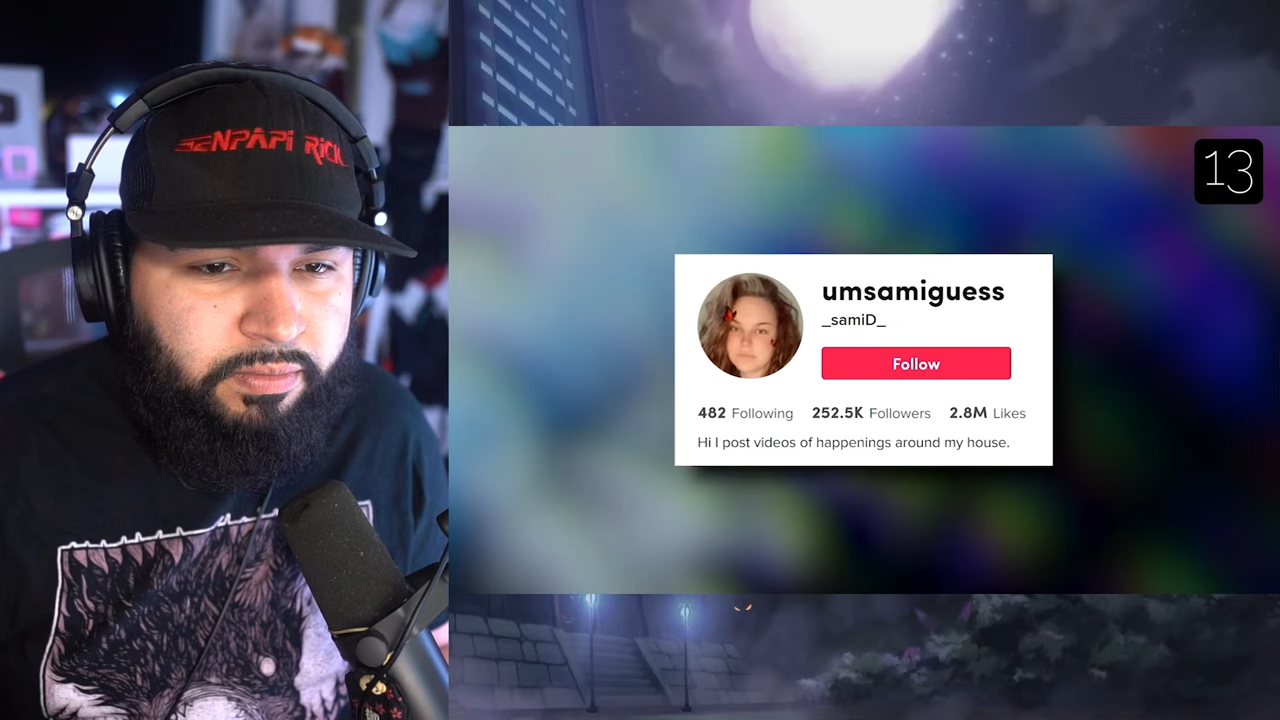 SENPAPi RiCK
13
umsamiguess
_samiD_
Follow
482 Following 252.5K Followers 2.8M Likes
Hi I post videos of happenings around my house.